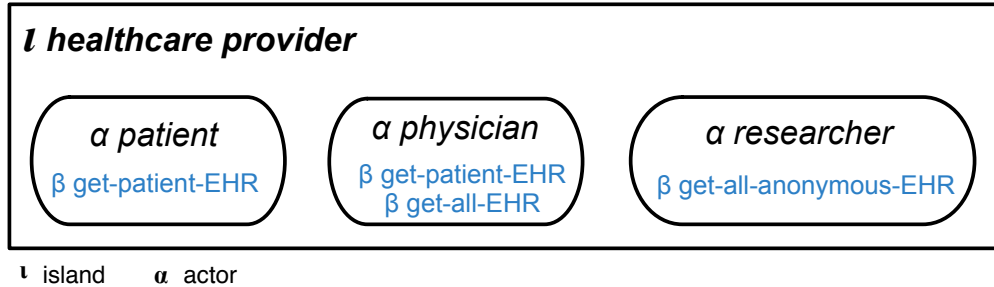 ι healthcare provider
α patient
β get-patient-EHR
α physician
β get-patient-EHR
β get-all-EHR
α researcher
β get-all-anonymous-EHR
ι island α actor